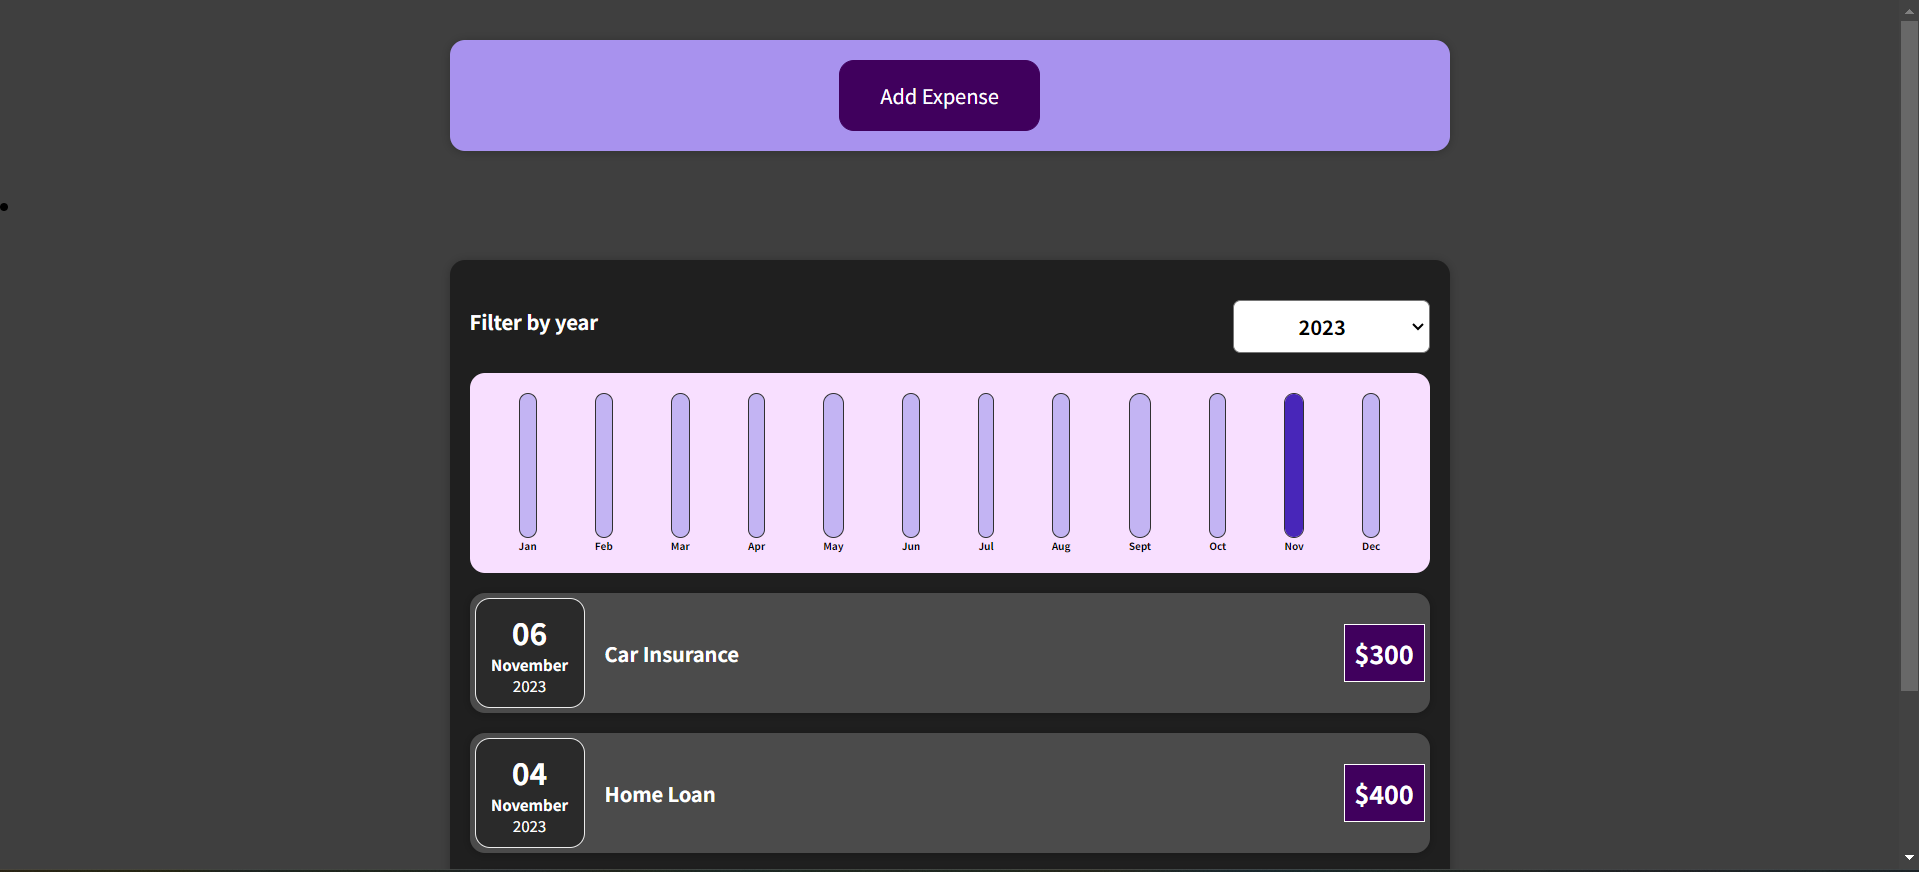 Add Expense
Filter by year
2023
Jan Feb Mar Apr May Jun Jul Aug Sept Oct Nov Dec
06
November
2023
Car Insurance
$300
04
November
2023
Home Loan
$400